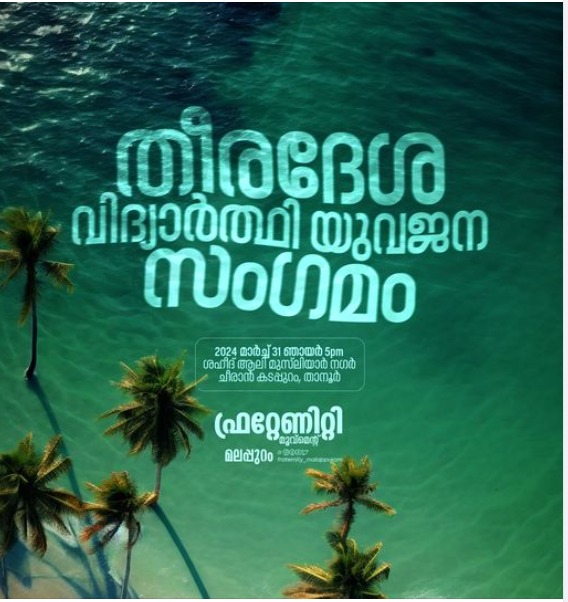 തീരദേശ
വിദ്യാർത്ഥി യുവജന
സംഗമം
2024 മാർച്ച് 31 ഞായർ 5pm
ശഹീദ് ആലി മുസ്‌ലിയാർ നഗർ
ചീരാൻ കടപ്പുറം, താനൂർ
ഫ്രറ്റേണിറ്റി
മൂവ്മെന്റ്
മലപ്പുറം